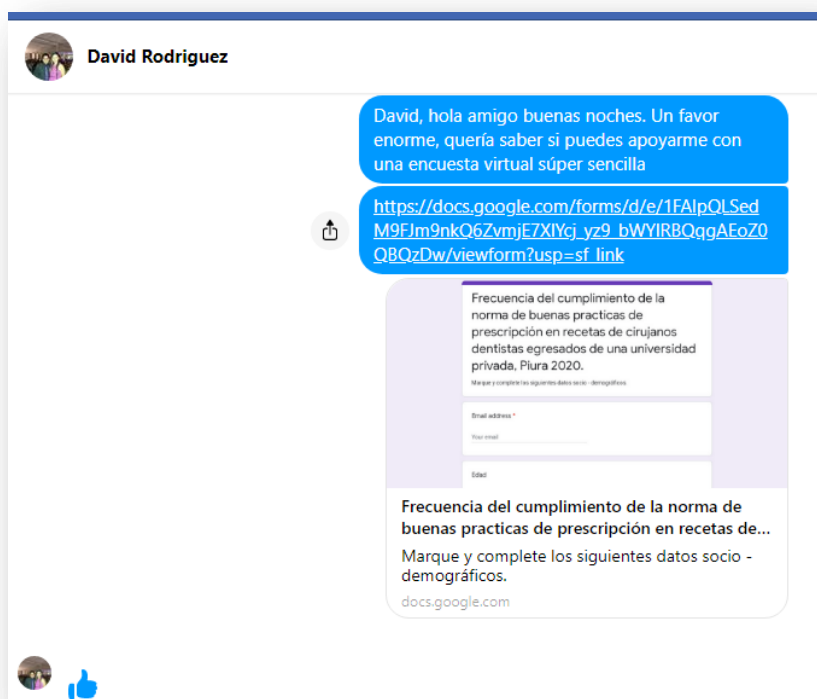 David Rodriguez
David, hola amigo buenas noches. Un favor
enorme, quería saber si puedes apoyarme con
una encuesta virtual súper sencilla
https://docs.google.com/forms/d/e/1FAIpQLSed
M9FJm9nkQ6ZvmjE7XIYcj_yz9_bWYIRBQqgAEoZ0
QBQzDw/viewform?usp=sf_link
Frecuencia del cumplimiento de la
norma de buenas practicas de
prescripción en recetas de cirujanos
dentistas egresados de una universidad
privada, Piura 2020.
Marque y complete los siguientes datos socio - demográficos.
Email address *
Your email
Edad
Frecuencia del cumplimiento de la norma de
buenas practicas de prescripción en recetas de...
Marque y complete los siguientes datos socio -
demográficos.
docs.google.com